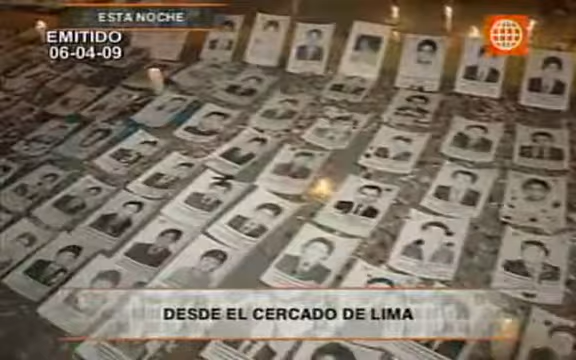 ESTA NOCHE
EMITIDO
06-04-09
DESDE EL CERCADO DE LIMA